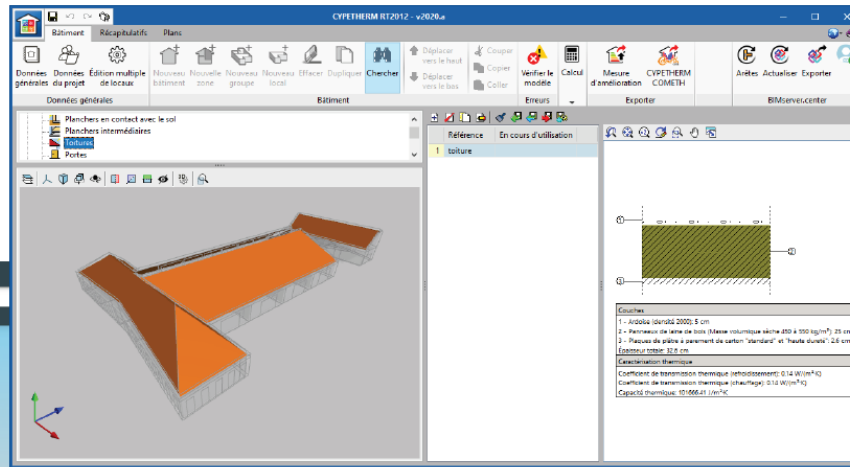 CYPETHERM RT2012 - v2020.a
Bâtiment Récapitulatifs Plans
Données générales Données du projet Édition multiple de locaux
Nouveau bâtiment Nouvelle zone Nouveau groupe Nouveau local Effacer Dupliquer Chercher
Déplacer vers le haut
Déplacer vers le bas
Couper
Copier
Coller
Vérifier le modèle Calcul
Mesure d'amélioration CYPETHERM COMETH
Arêtes Actualiser Exporter
Données générales Bâtiment Erreurs Exporter BIMserver.center
Planchers en contact avec le sol
Planchers intermédiaires
Toitures
Portes
Référence En cours d'utilisation
1 toiture
1
2
3
Couches
1 - Ardoise (densité 2000): 5 cm
2 - Panneaux de laine de bois (Masse volumique sèche 450 à 550 kg/m³) 25 cm
3 - Plaques de plâtre à parement de carton "standard" et "haute dureté": 2.6 cm
Épaisseur totale: 32.6 cm
Caractérisation thermique
Coefficient de transmission thermique (refroidissement): 0.14 W/(m²·K)
Coefficient de transmission thermique (chauffage): 0.14 W/(m²·K)
Capacité thermique: 101666.41 J/m²·K